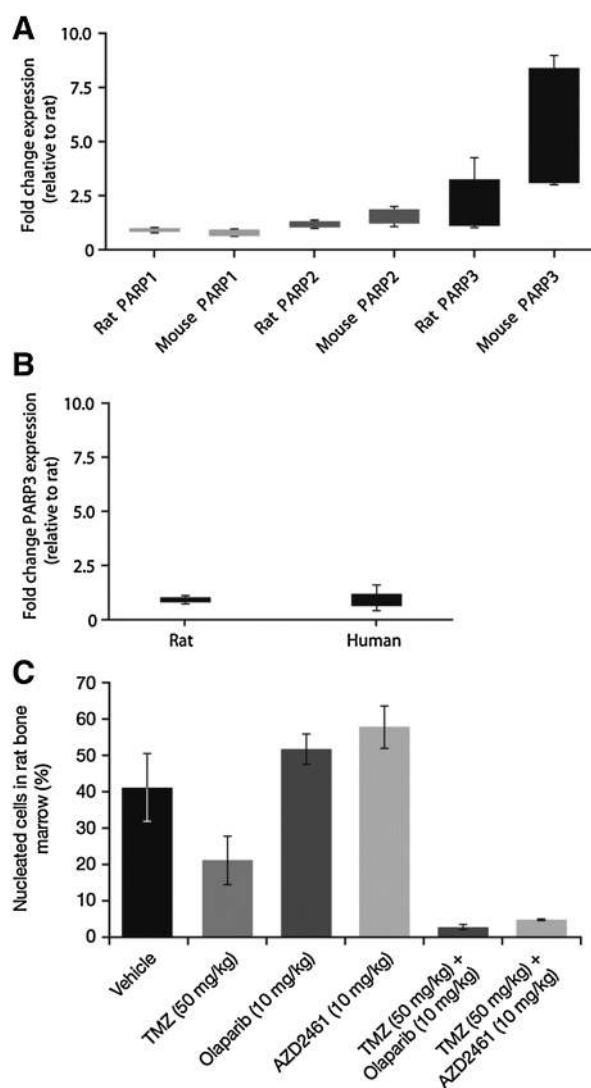 A
Fold change expression
(relative to rat)
10.0
7.5
5.0
2.5
0
Rat PARP1
Mouse PARP1
Rat PARP2
Mouse PARP2
Rat PARP3
Mouse PARP3
B
Fold change PARP3 expression
(relative to rat)
10.0
7.5
5.0
2.5
0
Rat
Human
C
Nucleated cells in rat bone
marrow (%)
70
60
50
40
30
20
10
0
Vehicle
TMZ (50 mg/kg)
Olaparib (10 mg/kg)
AZD2461 (10 mg/kg)
TMZ (50 mg/kg) +
Olaparib (10 mg/kg)
TMZ (50 mg/kg) +
AZD2461 (10 mg/kg)